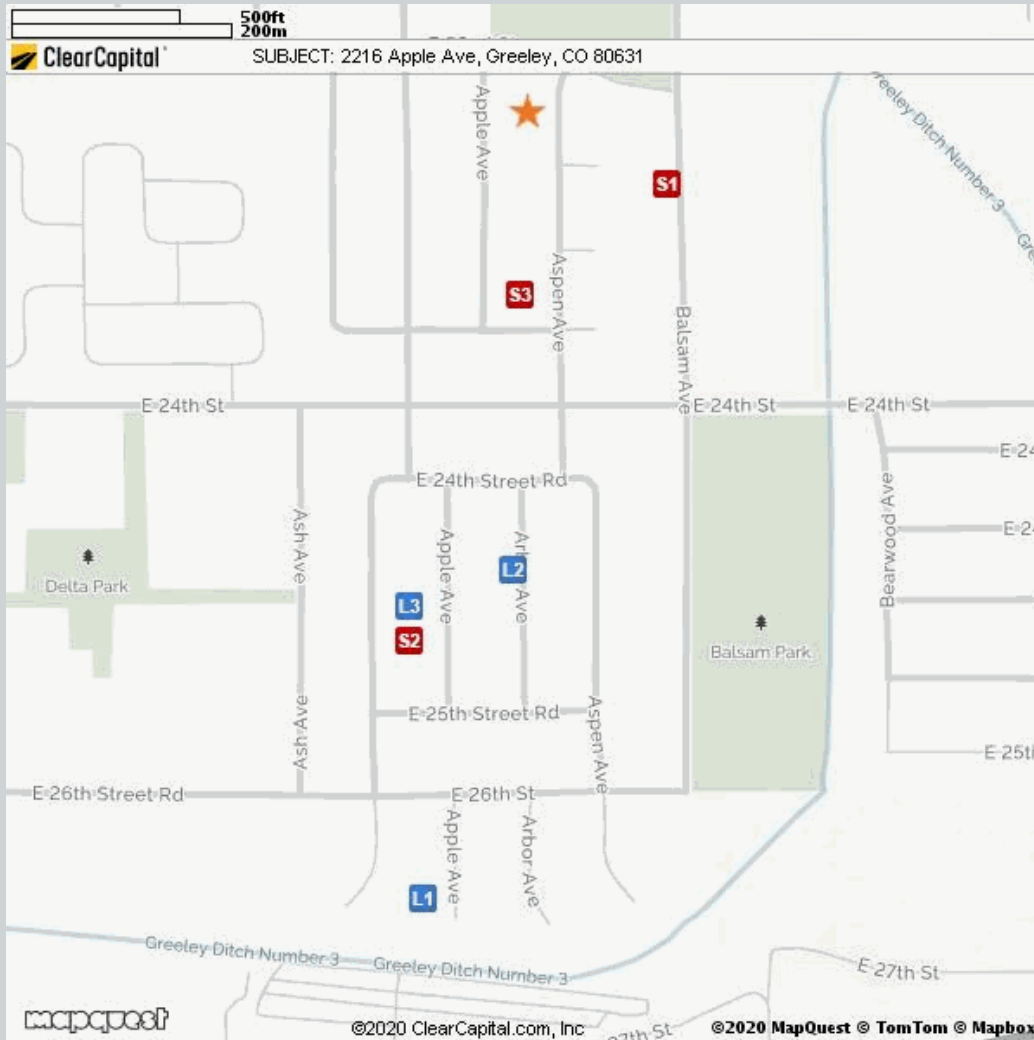 500ft
200m
ClearCapital
SUBJECT: 2216 Apple Ave, Greeley, CO 80631
Apple Ave
Greeley Ditch Number 3
S1
S3
Aspen Ave
Balsam Ave
E 24th St
E 24th St
E 24th St
E 24th Street Rd
Ash Ave
Apple Ave
Ave
L2
Bearwood Ave
Delta Park
L3
S2
Balsam Park
E 25th Street Rd
Ash Ave
Aspen Ave
E 26th Street Rd
E 26th St
Apple Ave
Arbor Ave
L1
Greeley Ditch Number 3
Greeley Ditch Number 3
E 27th St
mapquest
©2020 ClearCapital.com, Inc
©2020 MapQuest © TomTom © Mapbox